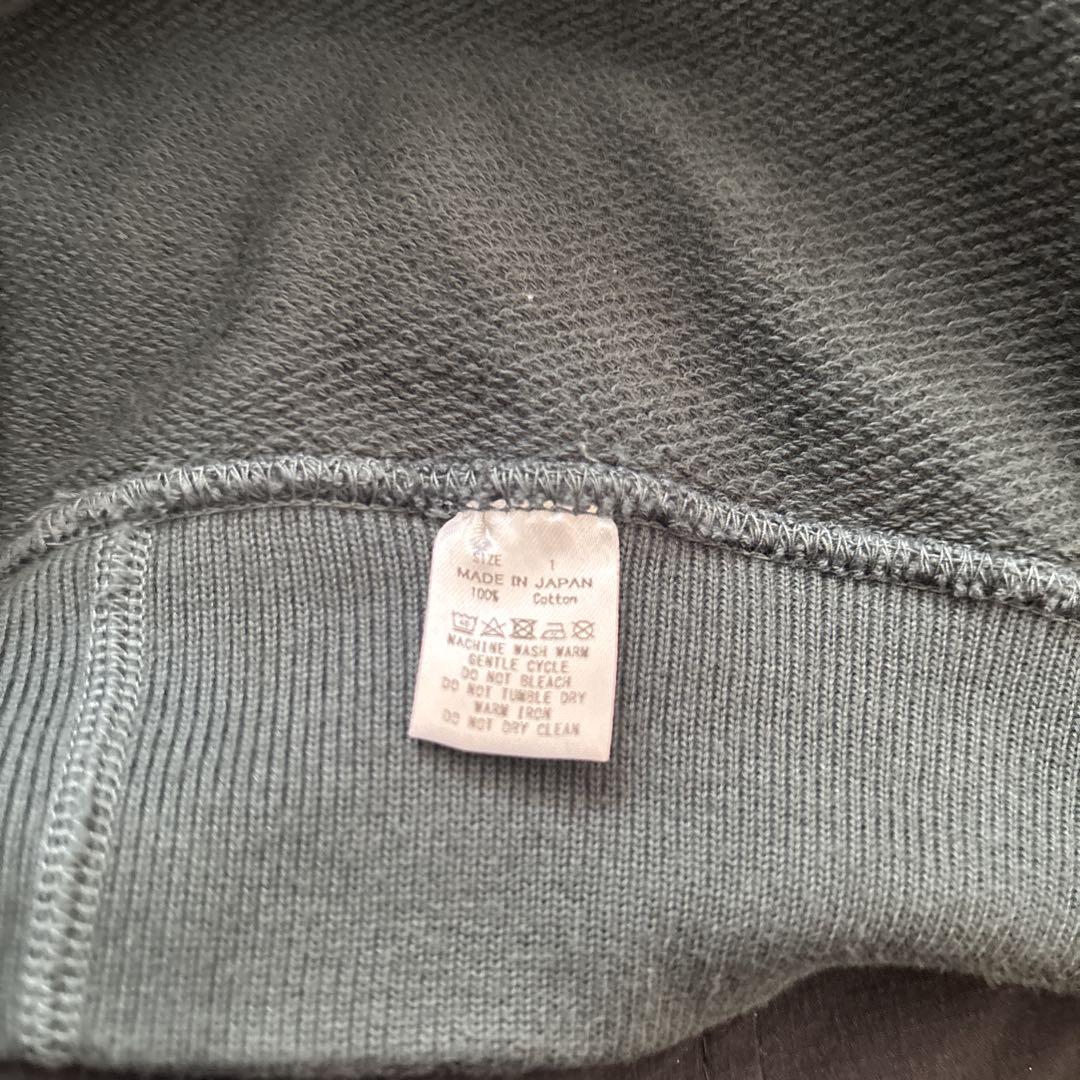 SIZE 1
MADE IN JAPAN
100% Cotton
40
MACHINE WASH WARM
GENTLE CYCLE
DO NOT BLEACH
DO NOT TUMBLE DRY
WARM IRON
DO NOT DRY CLEAN